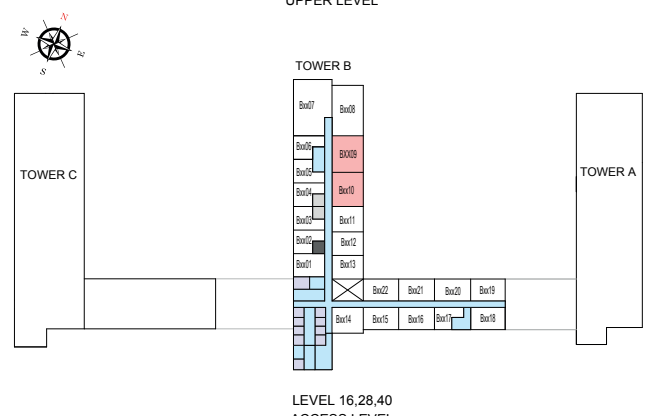 UPPER LEVEL
N
W
E
S
TOWER B
Bxx07
Bxx08
Bxx06
BXX09
Bxx05
Bxx04
Bxx10
Bxx03
Bxx11
Bxx02
Bxx12
Bxx01
Bxx13
TOWER C
TOWER A
Bxx22
Bxx21
Bxx20
Bxx19
Bxx14
Bxx15
Bxx16
Bxx17
Bxx18
LEVEL 16,28,40
ACCESS LEVEL